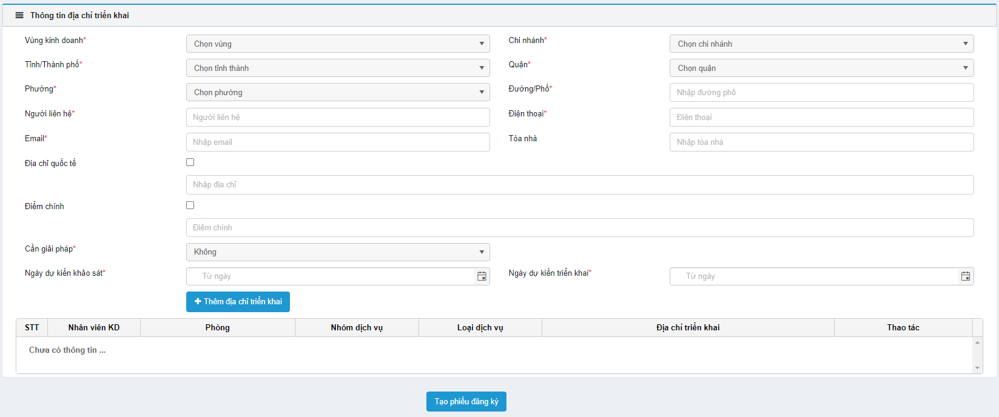 Thông tin địa chỉ triển khai
Vùng kinh doanh* Chọn vùng Chi nhánh* Chọn chi nhánh
Tỉnh/Thành phố* Chọn tỉnh thành Quận* Chọn quận
Phường* Chọn phường Đường/Phố* Nhập đường phố
Người liên hệ* Người liên hệ Điện thoại* Điện thoại
Email* Nhập email Tòa nhà Nhập tòa nhà
Địa chỉ quốc tế
Nhập địa chỉ
Điểm chính
Điểm chính
Cần giải pháp* Không
Ngày dự kiến khảo sát* Từ ngày Ngày dự kiến triển khai* Từ ngày
Thêm địa chỉ triển khai
STT Nhân viên KD Phòng Nhóm dịch vụ Loại dịch vụ Địa chỉ triển khai Thao tác
Chưa có thông tin ...
Tạo phiếu đăng ký